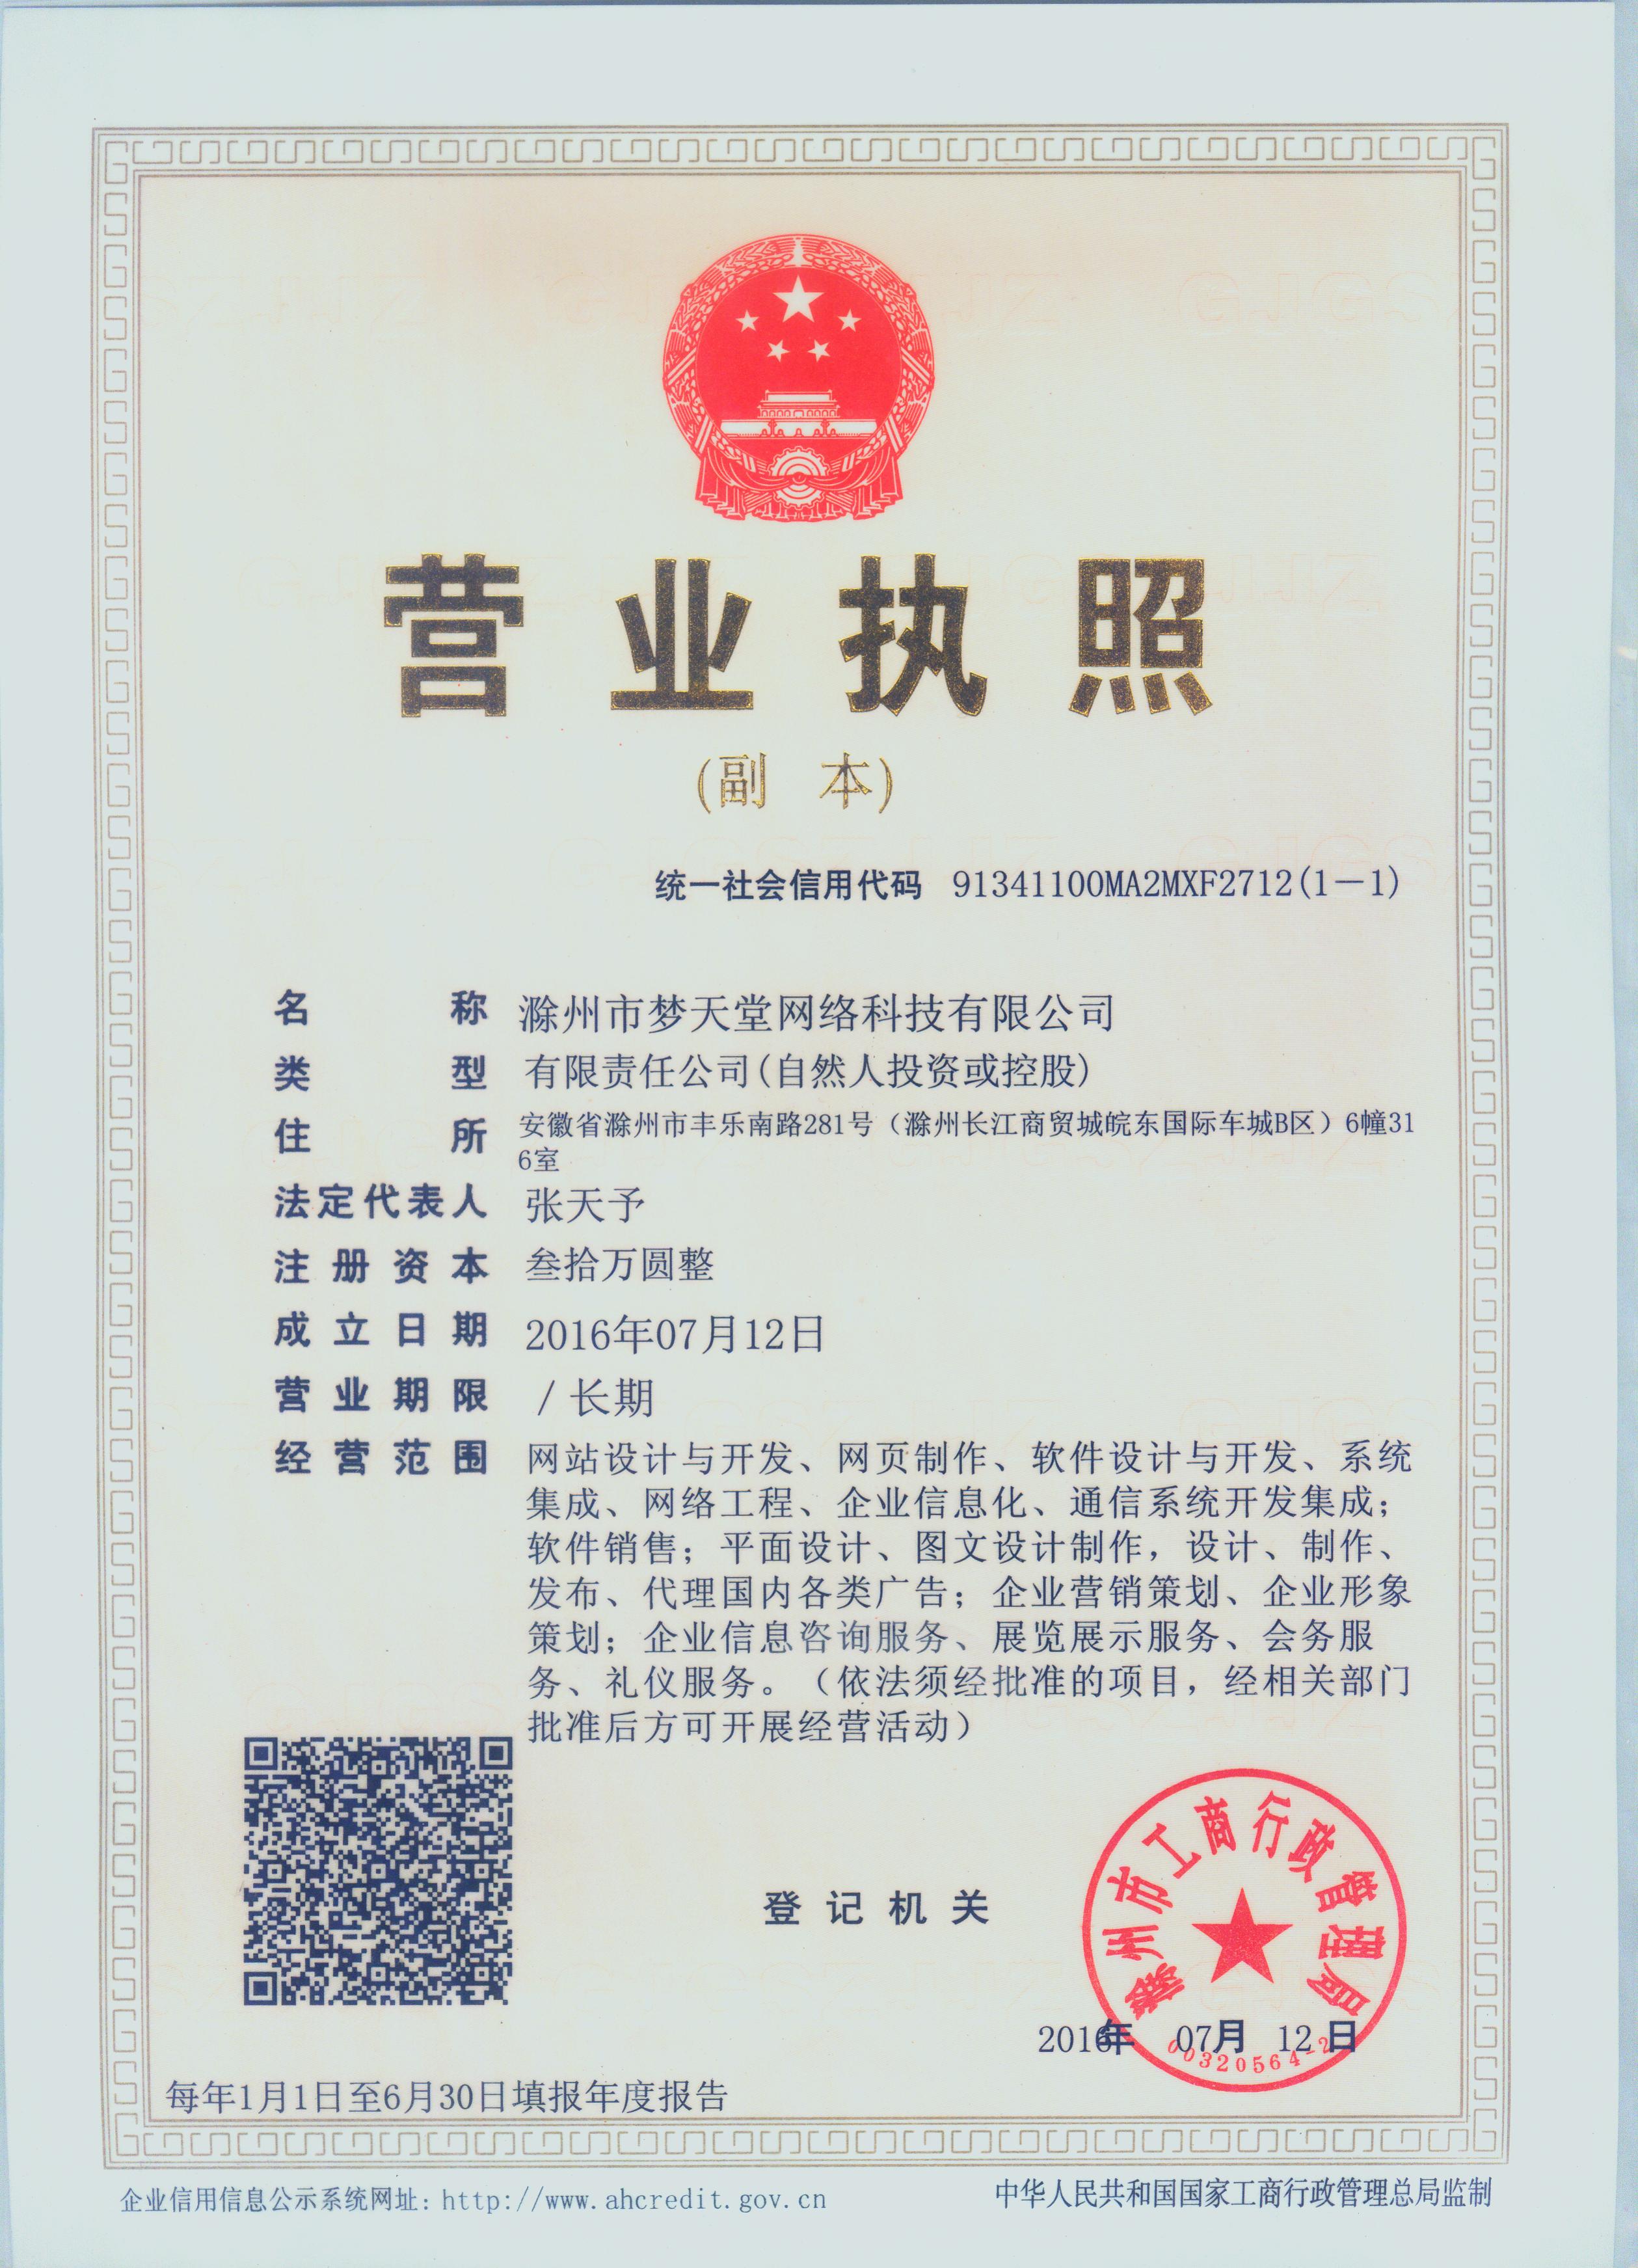 营业执照
(副 本)
统一社会信用代码 91341100MA2MXF2712(1－1)
名称 滁州市梦天堂网络科技有限公司
类型 有限责任公司(自然人投资或控股)
住所 安徽省滁州市丰乐南路281号（滁州长江商贸城皖东国际车城B区）6幢31
6室
法定代表人 张天予
注册资本 叁拾万圆整
成立日期 2016年07月12日
营业期限 / 长期
经营范围 网站设计与开发、网页制作、软件设计与开发、系统
集成、网络工程、企业信息化、通信系统开发集成；
软件销售；平面设计、图文设计制作，设计、制作、
发布、代理国内各类广告；企业营销策划、企业形象
策划；企业信息咨询服务、展览展示服务、会务服
务、礼仪服务。（依法须经批准的项目，经相关部门
批准后方可开展经营活动）
登记机关
滁州市工商行政管理局
00320564-2
2016年 07月 12日
每年1月1日至6月30日填报年度报告
企业信用信息公示系统网址：http://www.ahcredit.gov.cn
中华人民共和国国家工商行政管理总局监制